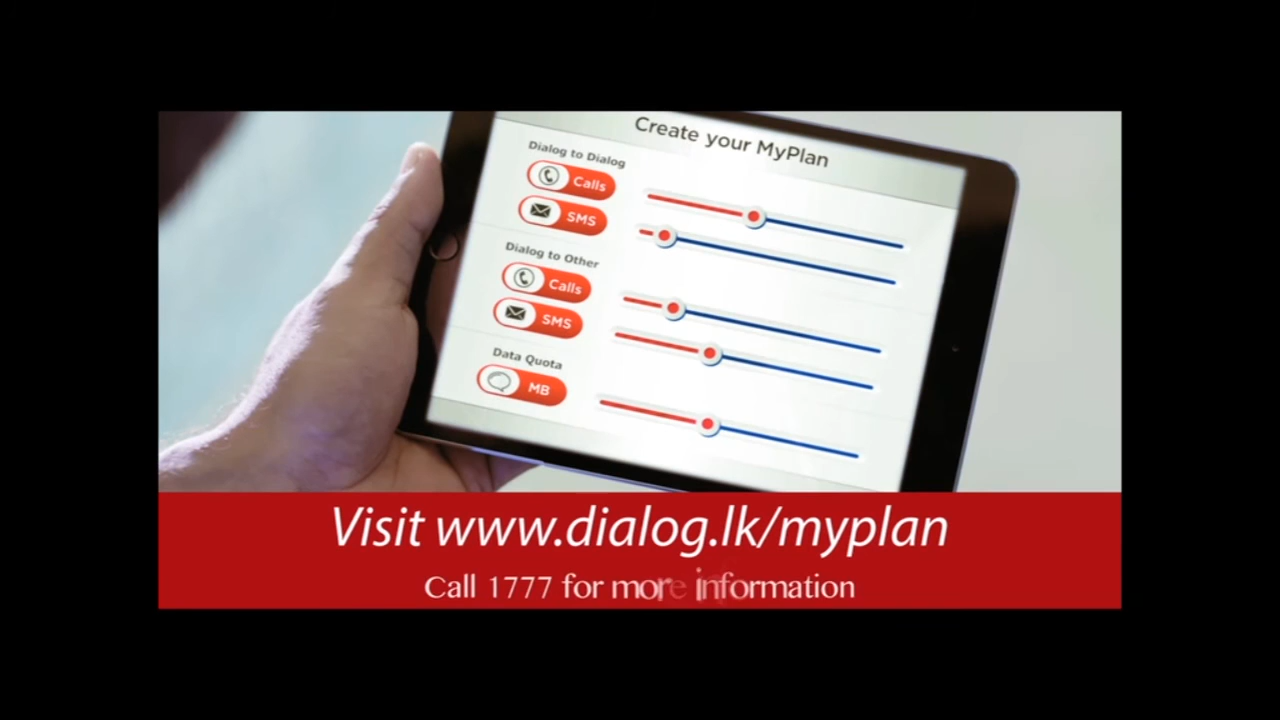 Create your MyPlan
Dialog to Dialog
Calls
SMS
Dialog to Other
Calls
SMS
Data Quota
MB
Visit www.dialog.lk/myplan
Call 1777 for more information